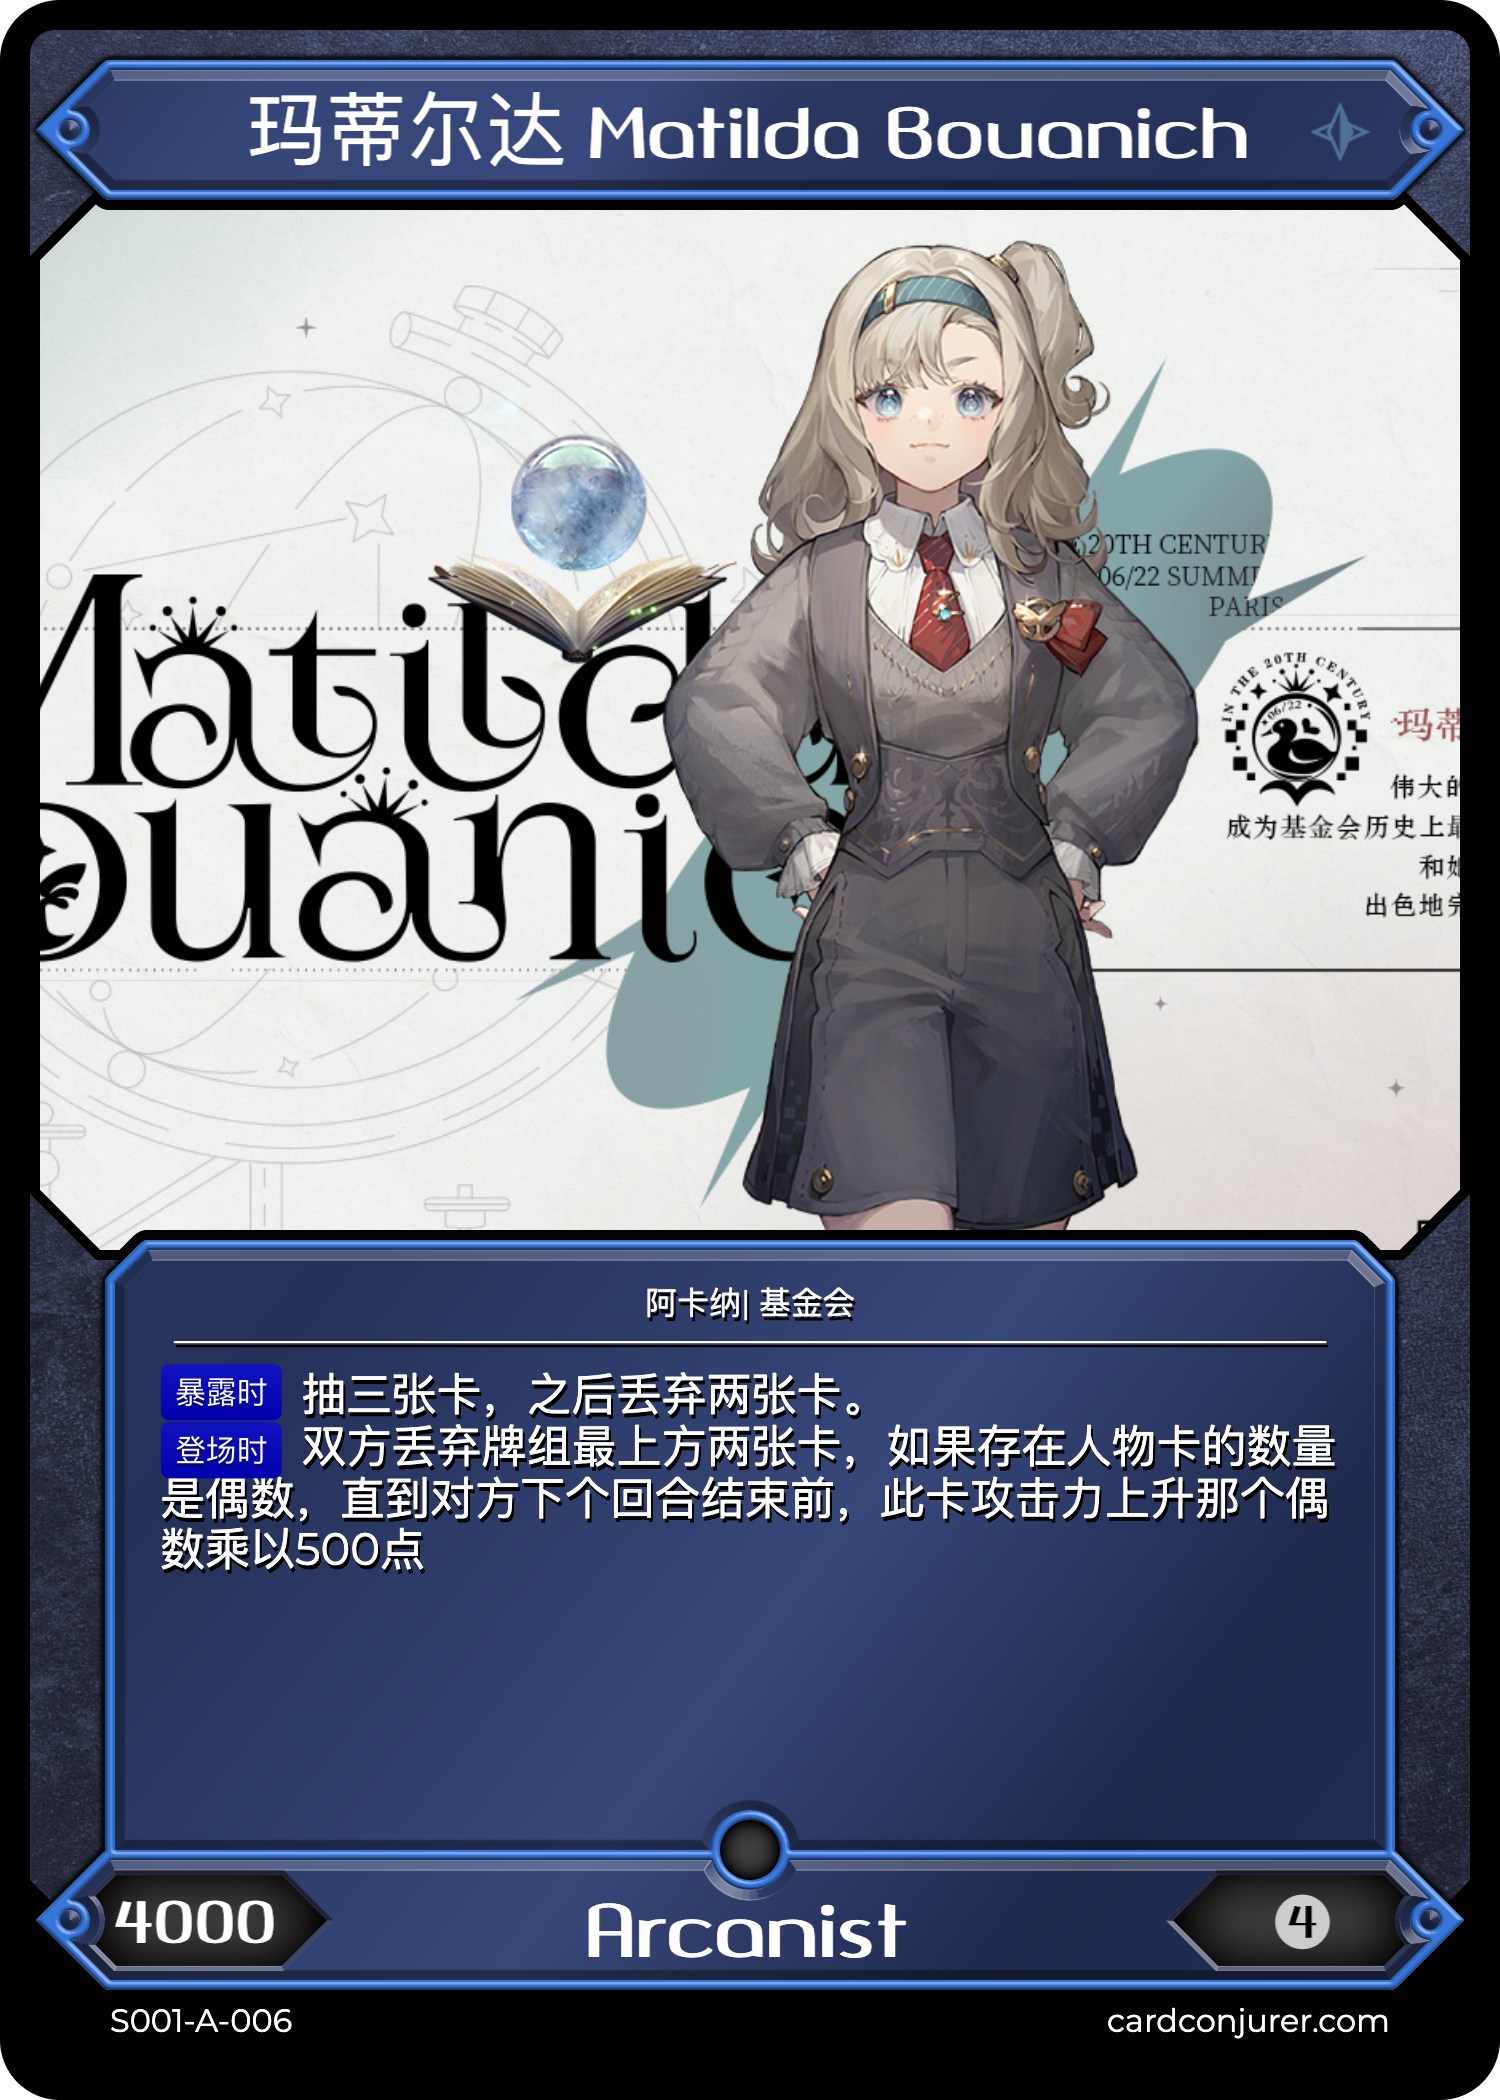 玛蒂尔达 Matilda Bouanich
20TH CENTUR
06/22 SUMM
PARIS
Matild
ouanic
IN THE 20TH CENTURY
06/22
玛蒂
伟大的
成为基金会历史上最
和她
出色地完
阿卡纳| 基金会
暴露时 抽三张卡，之后丢弃两张卡。
登场时 双方丢弃牌组最上方两张卡，如果存在人物卡的数量
是偶数，直到对方下个回合结束前，此卡攻击力上升那个偶
数乘以500点
4000
Arcanist
4
S001-A-006
cardconjurer.com